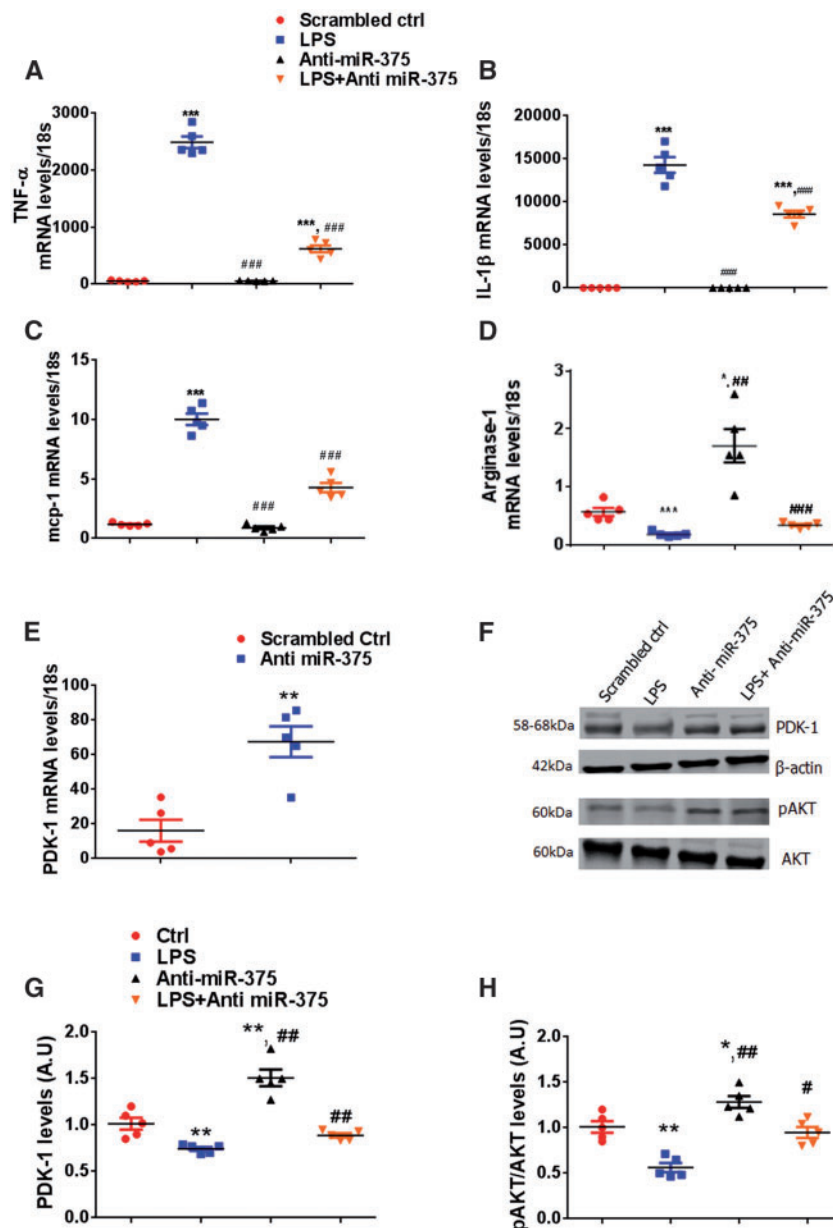 Scrambled ctrl
LPS
Anti-miR-375
LPS+Anti miR-375
A
TNF-α
mRNA levels/18s
3000
2000
1000
0
***
###
***, ###
B
IL-1β mRNA levels/18s
20000
15000
10000
5000
0
***
###
***,###
C
mcp-1 mRNA levels/18s
15
10
5
0
***
###
###
D
Arginase-1
mRNA levels/18s
3
2
1
0
***
*,##
###
E
Scrambled Ctrl
Anti miR-375
PDK-1 mRNA levels/18s
100
80
60
40
20
0
**
F
Scrambled ctrl
LPS
Anti- miR-375
LPS+ Anti-miR-375
58-68kDa
PDK-1
42kDa
β-actin
60kDa
pAKT
60kDa
AKT
Ctrl
LPS
Anti-miR-375
LPS+Anti miR-375
G
PDK-1 levels (A.U)
2.0
1.5
1.0
0.5
0.0
**
**, ##
##
H
pAKT/AKT levels (A.U)
2.0
1.5
1.0
0.5
0.0
**
*,##
#